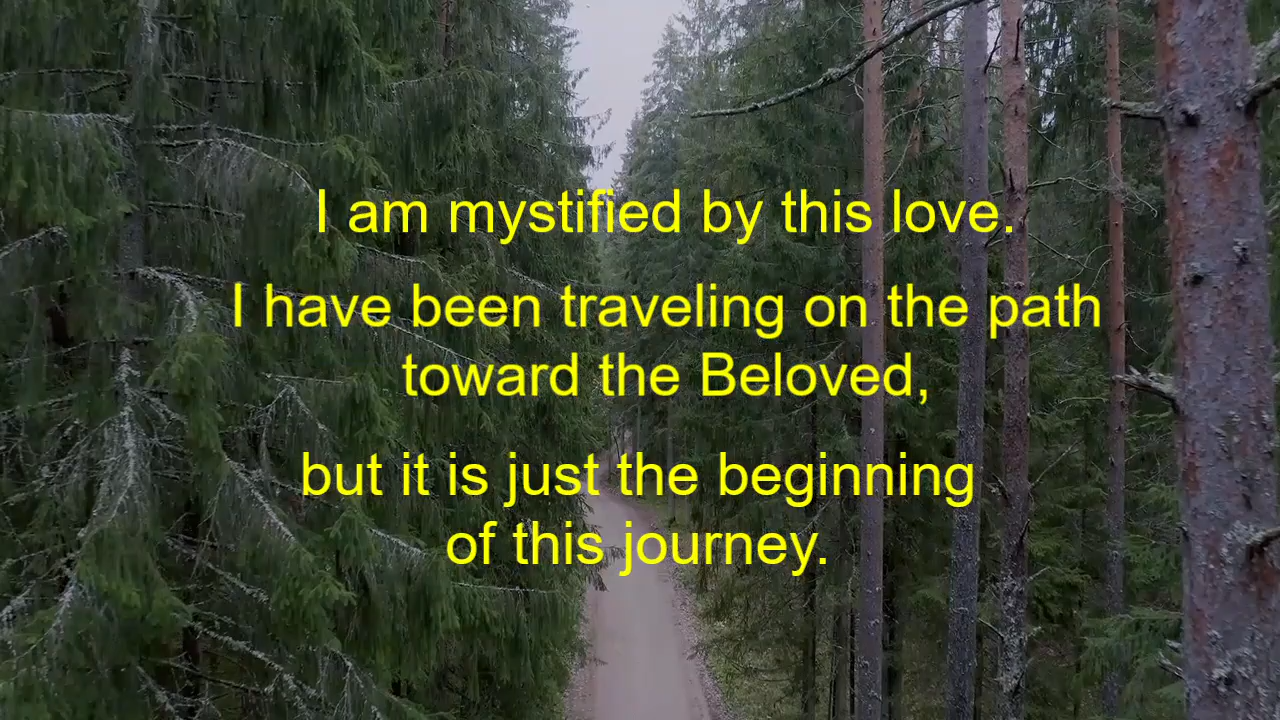 I am mystified by this love.
I have been traveling on the path
toward the Beloved,
but it is just the beginning
of this journey.